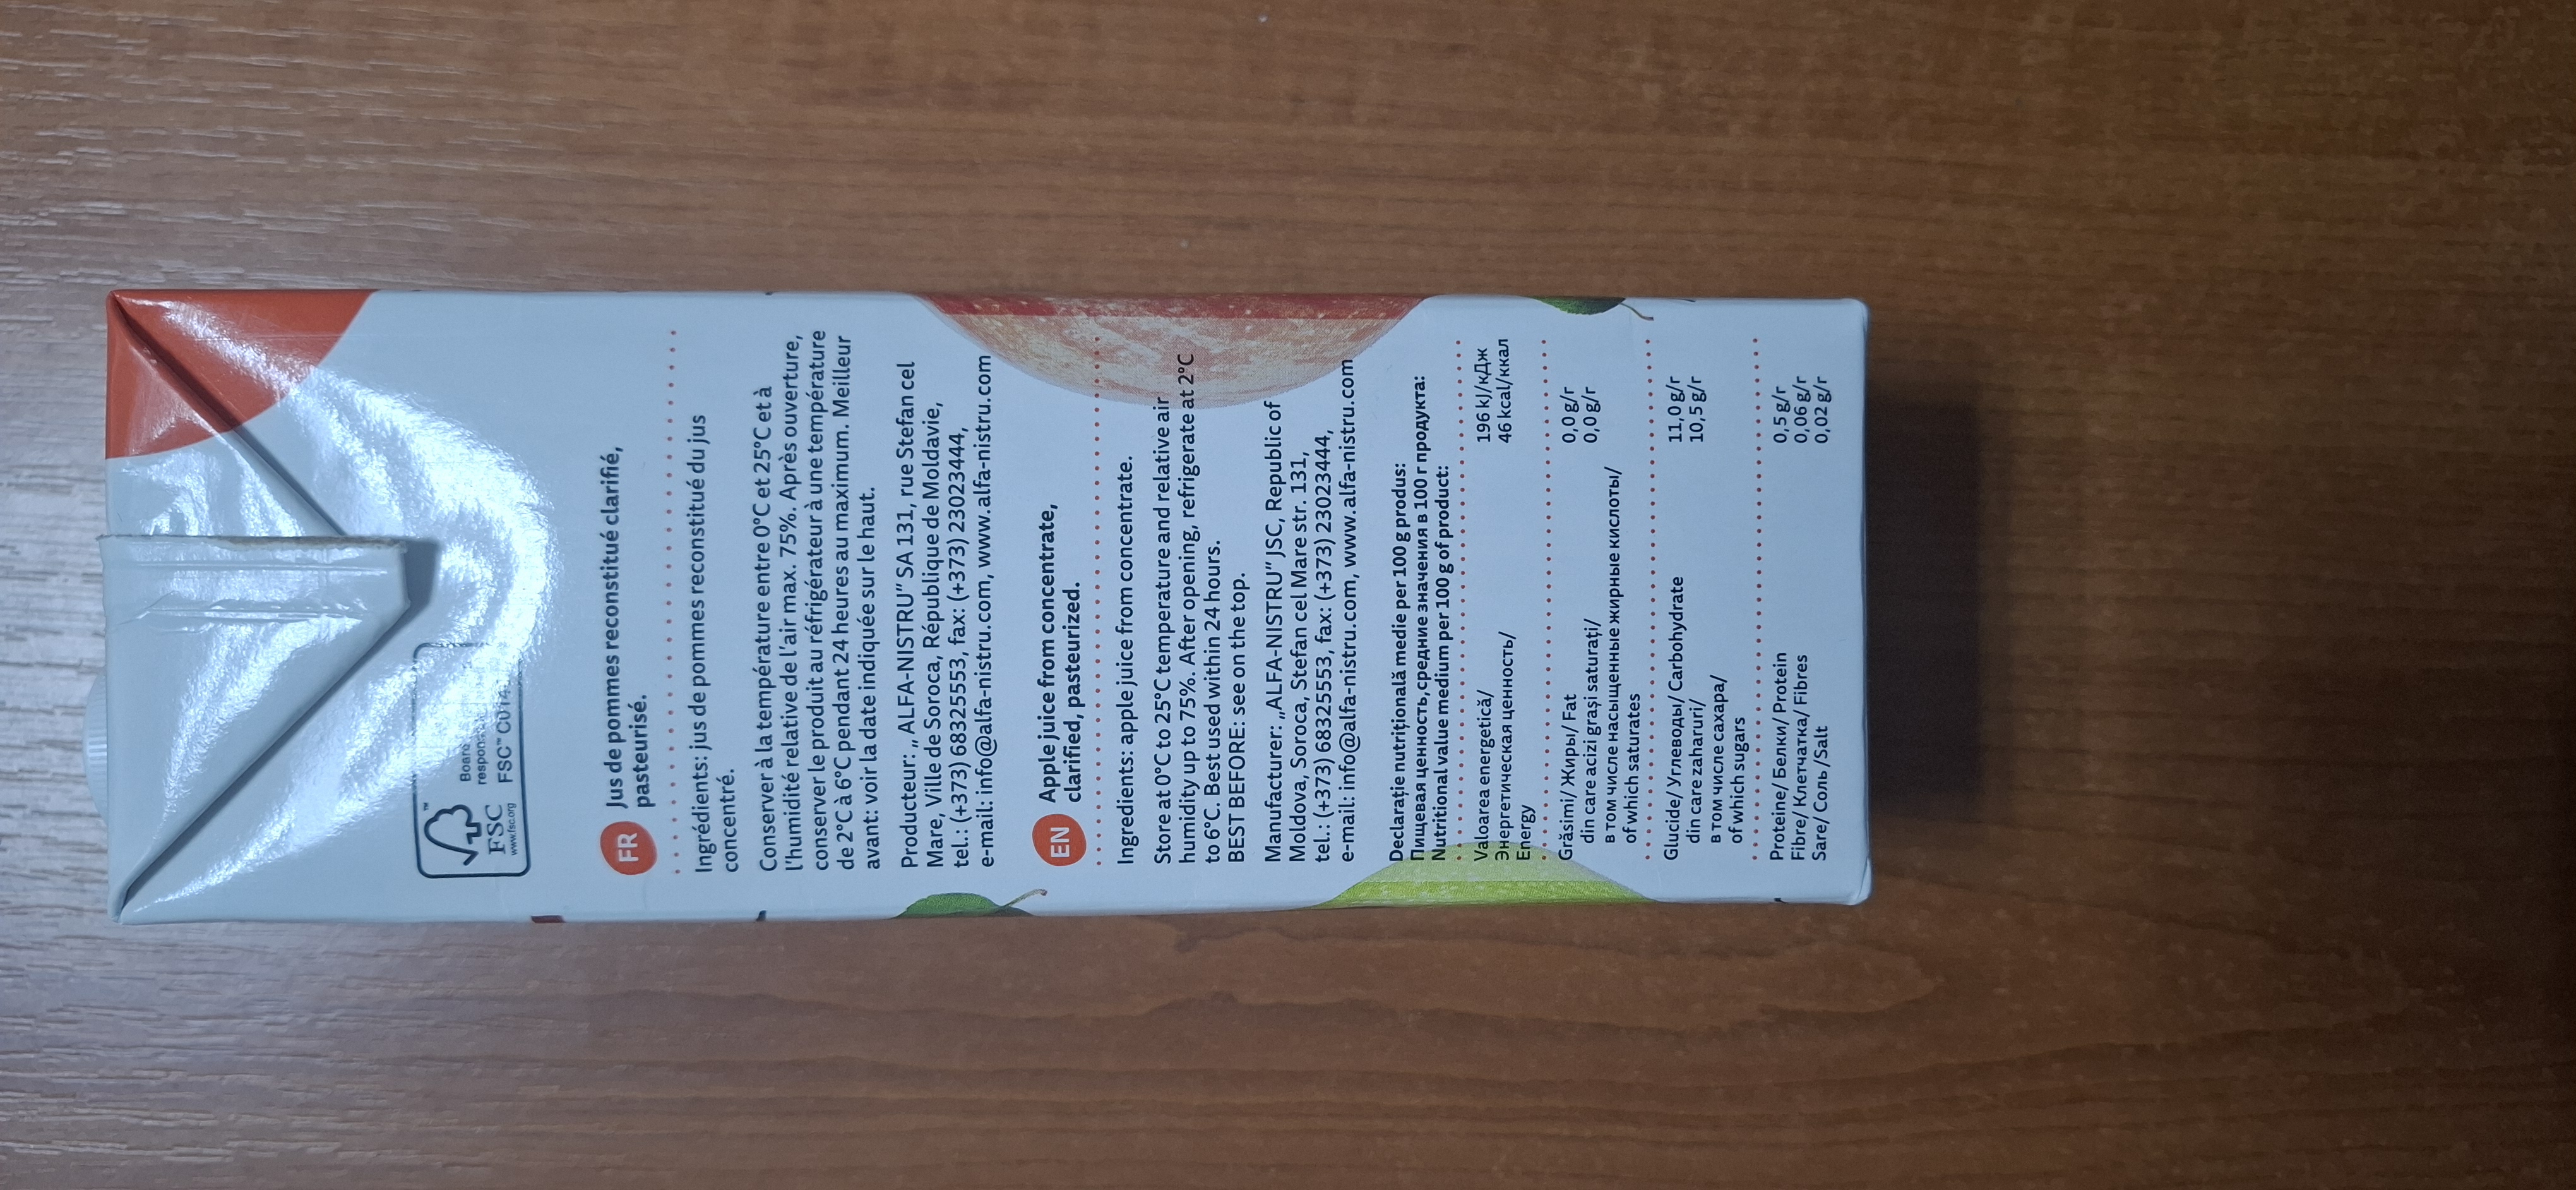 FSC™
www.fsc.org
FSC™
FR Jus de pommes reconstitué clarifié,
pasteurisé.
Ingrédients: jus de pommes reconstitué du jus
concentré.
Conserver à la température entre 0°C et 25°C et à
l'humidité relative de l'air max. 75%. Après ouverture,
conserver le produit au réfrigérateur à une température
de 2°C à 6°C pendant 24 heures au maximum. Meilleur
avant: voir la date indiquée sur le haut.
Producteur: „ ALFA-NISTRU” SA 131, rue Stefan cel
Mare, Ville de Soroca, République de Moldavie,
tel.: (+373) 68325553, fax: (+373) 23023444,
e-mail: info@alfa-nistru.com, www. alfa-nistru.com
EN Apple juice from concentrate,
clarified, pasteurized.
Ingredients: apple juice from concentrate.
Store at 0°C to 25°C temperature and relative air
humidity up to 75%. After opening, refrigerate at 2°C
to 6°C. Best used within 24 hours.
BEST BEFORE: see on the top.
Manufacturer: „ALFA-NISTRU” JSC, Republic of
Moldova, Soroca, Stefan cel Mare str. 131,
tel.: (+373) 68325553, fax: (+373) 23023444,
e-mail: info@alfa-nistru.com, www. alfa-nistru.com
Declarație nutrițională medie per 100 g produs:
Пищевая ценность, средние значения в 100 г продукта:
Nutritional value medium per 100 g of product:
Valoarea energetică/ 196 kJ/кДж
Энергетическая ценность/ 46 kcal/ккал
Energy
Grăsimi/ Жиры/ Fat 0,0 g/г
din care acizi grași saturați/ 0,0 g/г
в том числе насыщенные жирные кислоты/
of which saturates
Glucide/ Углеводы/ Carbohydrate 11,0 g/г
din care zaharuri/ 10,5 g/г
в том числе сахара/
of which sugars
Proteine/ Белки/ Protein 0,5 g/г
Fibre/ Клетчатка/ Fibres 0,06 g/г
Sare/ Соль /Salt 0,02 g/г